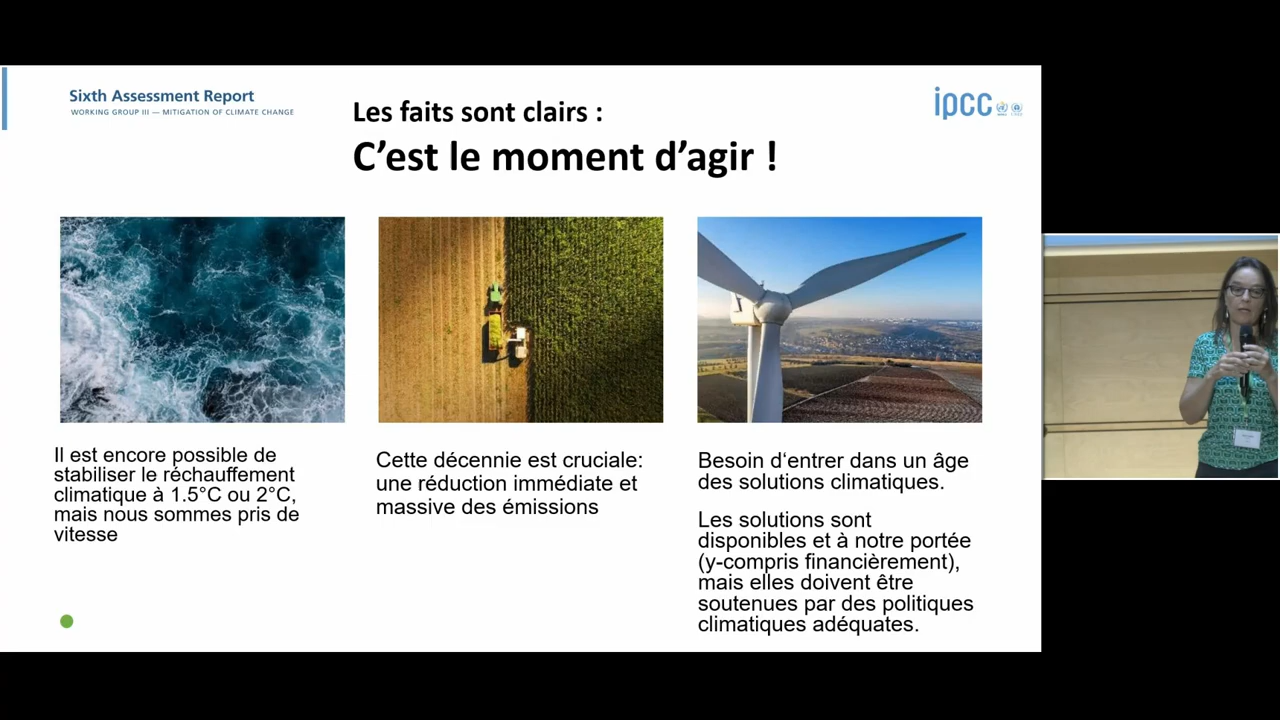 Sixth Assessment Report
WORKING GROUP III — MITIGATION OF CLIMATE CHANGE
Les faits sont clairs :
C’est le moment d’agir !
ipcc
Il est encore possible de
stabiliser le réchauffement
climatique à 1.5°C ou 2°C,
mais nous sommes pris de
vitesse
Cette décennie est cruciale:
une réduction immédiate et
massive des émissions
Besoin d‘entrer dans un âge
des solutions climatiques.
Les solutions sont
disponibles et à notre portée
(y-compris financièrement),
mais elles doivent être
soutenues par des politiques
climatiques adéquates.